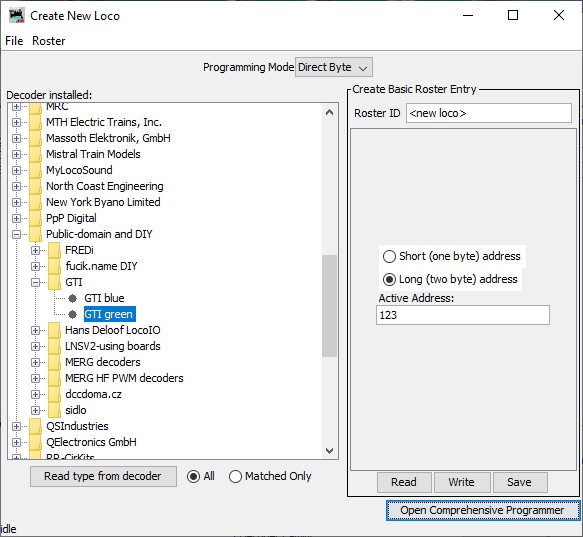 Create New Loco
File Roster
Programming Mode Direct Byte
Decoder installed:
MRC
MTH Electric Trains, Inc.
Massoth Elektronik, GmbH
Mistral Train Models
MyLocoSound
North Coast Engineering
New York Byano Limited
PpP Digital
Public-domain and DIY
FREDi
fucik.name DIY
GTI
GTI blue
GTI green
Hans Deloof LocoIO
LNSV2-using boards
MERG decoders
MERG HF PWM decoders
dccdoma.cz
sidlo
QSIndustries
QElectronics GmbH
RR-CirKits
Read type from decoder All Matched Only
Create Basic Roster Entry
Roster ID <new loco>
Short (one byte) address
Long (two byte) address
Active Address:
123
Read Write Save
Open Comprehensive Programmer
idle